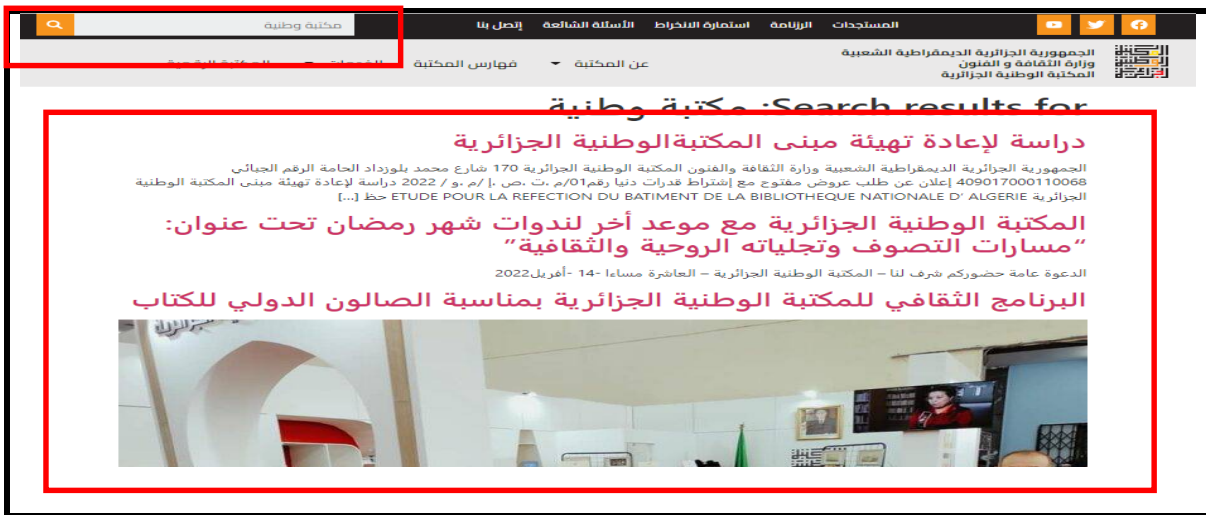 المستجدات الرزنامة استمارة الانخراط الأسئلة الشائعة إتصل بنا مكتبة وطنية
الجمهورية الجزائرية الديمقراطية الشعبية
وزارة الثقافة و الفنون
المكتبة الوطنية الجزائرية
عن المكتبة فهارس المكتبة الخدمات المكتبة الرقمية
Search results for: مكتبة وطنية
دراسة لإعادة تهيئة مبنى المكتبةالوطنية الجزائرية
الجمهورية الجزائرية الديمقراطية الشعبية وزارة الثقافة والفنون المكتبة الوطنية الجزائرية 170 شارع محمد بلوزداد الحامة الرقم الجبائي
409017000110068 إعلان عن طلب عروض مفتوح مع إشتراط قدرات دنيا رقم01/م .ت .ص .إ /م .و / 2022 دراسة لإعادة تهيئة مبنى المكتبة الوطنية
الجزائرية ETUDE POUR LA REFECTION DU BATIMENT DE LA BIBLIOTHEQUE NATIONALE D' ALGERIE حظ [...]
المكتبة الوطنية الجزائرية مع موعد أخر لندوات شهر رمضان تحت عنوان:
“مسارات التصوف وتجلياته الروحية والثقافية”
الدعوة عامة حضوركم شرف لنا – المكتبة الوطنية الجزائرية – العاشرة مساءا -14 -أفريل2022
البرنامج الثقافي للمكتبة الوطنية الجزائرية بمناسبة الصالون الدولي للكتاب